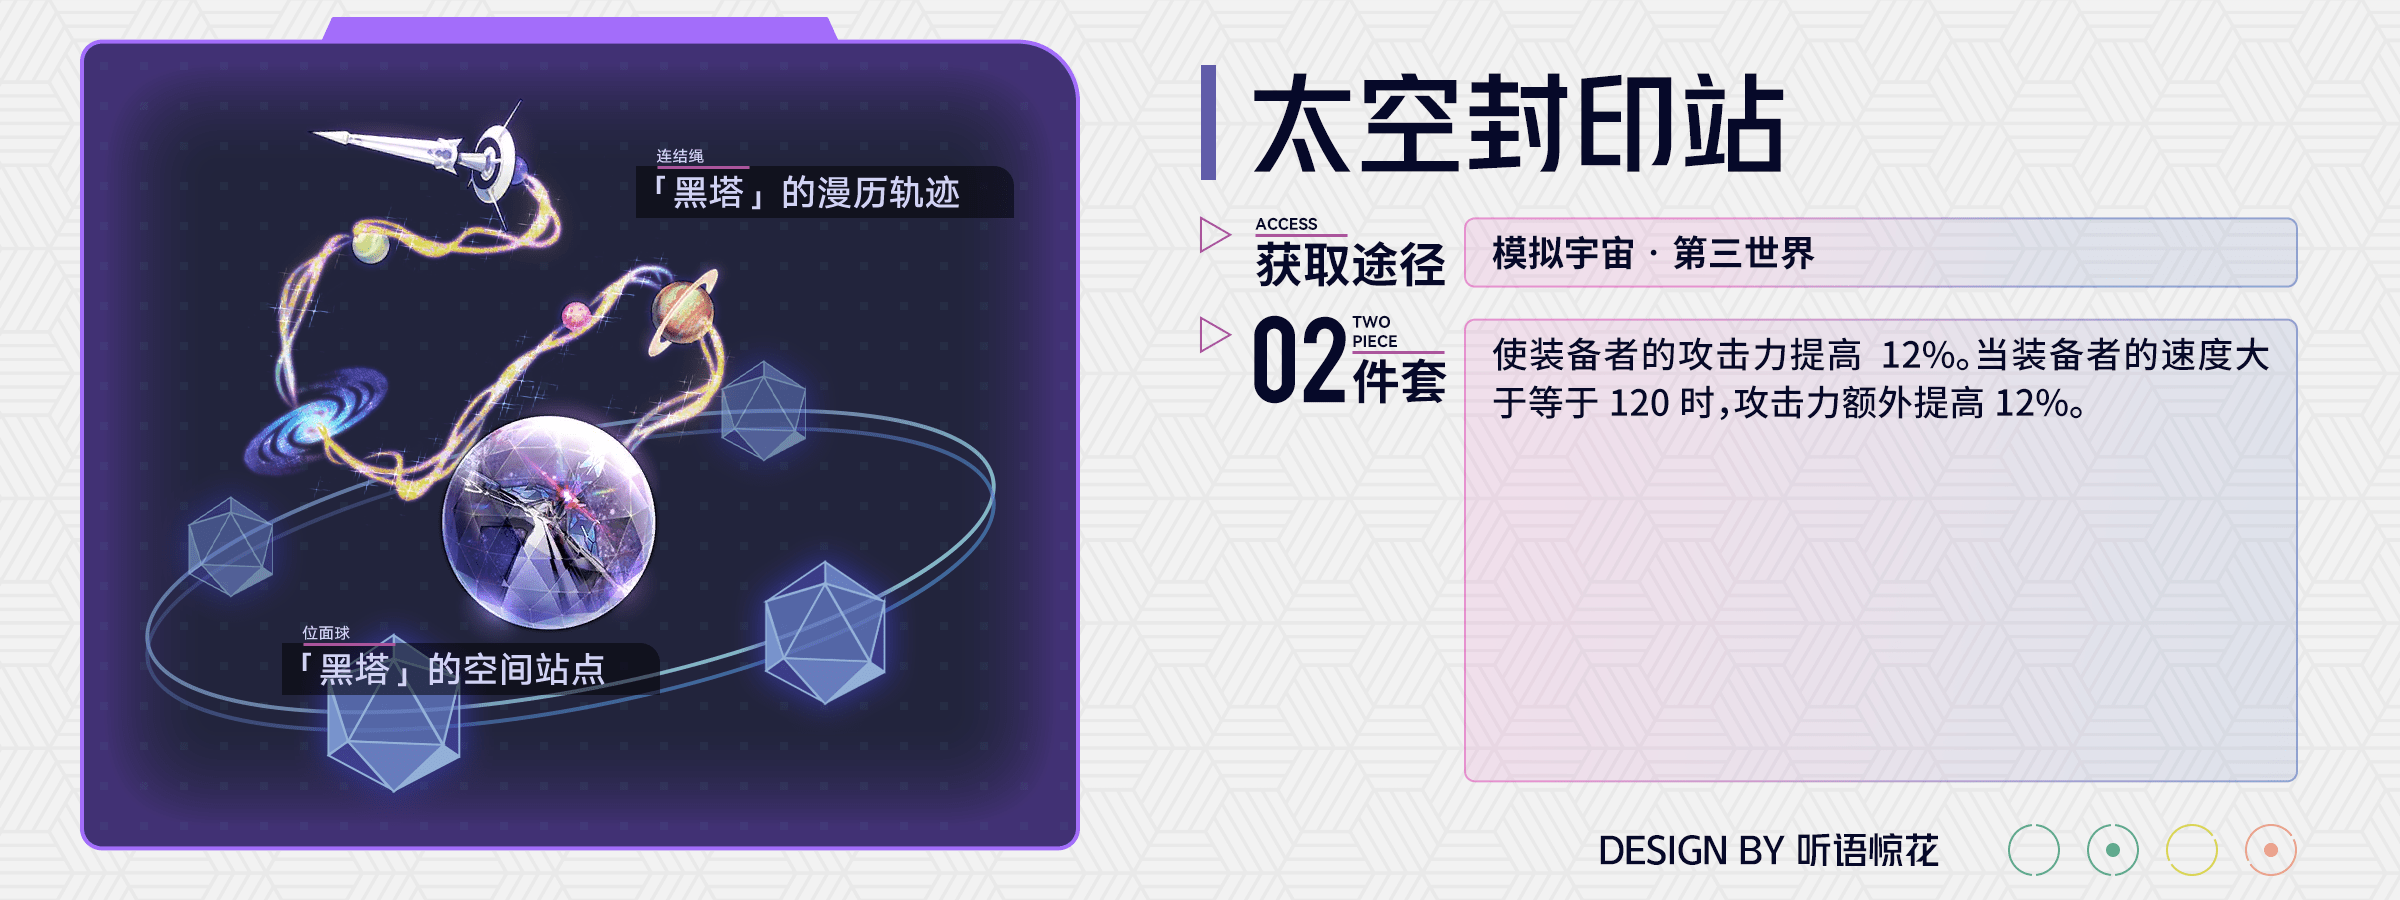 连结绳
「黑塔」的漫历轨迹
位面球
「黑塔」的空间站点
太空封印站
ACCESS
获取途径
模拟宇宙 · 第三世界
02
TWO
PIECE
件套
使装备者的攻击力提高 12%。当装备者的速度大
于等于 120 时,攻击力额外提高 12%。
DESIGN BY 听语惊花